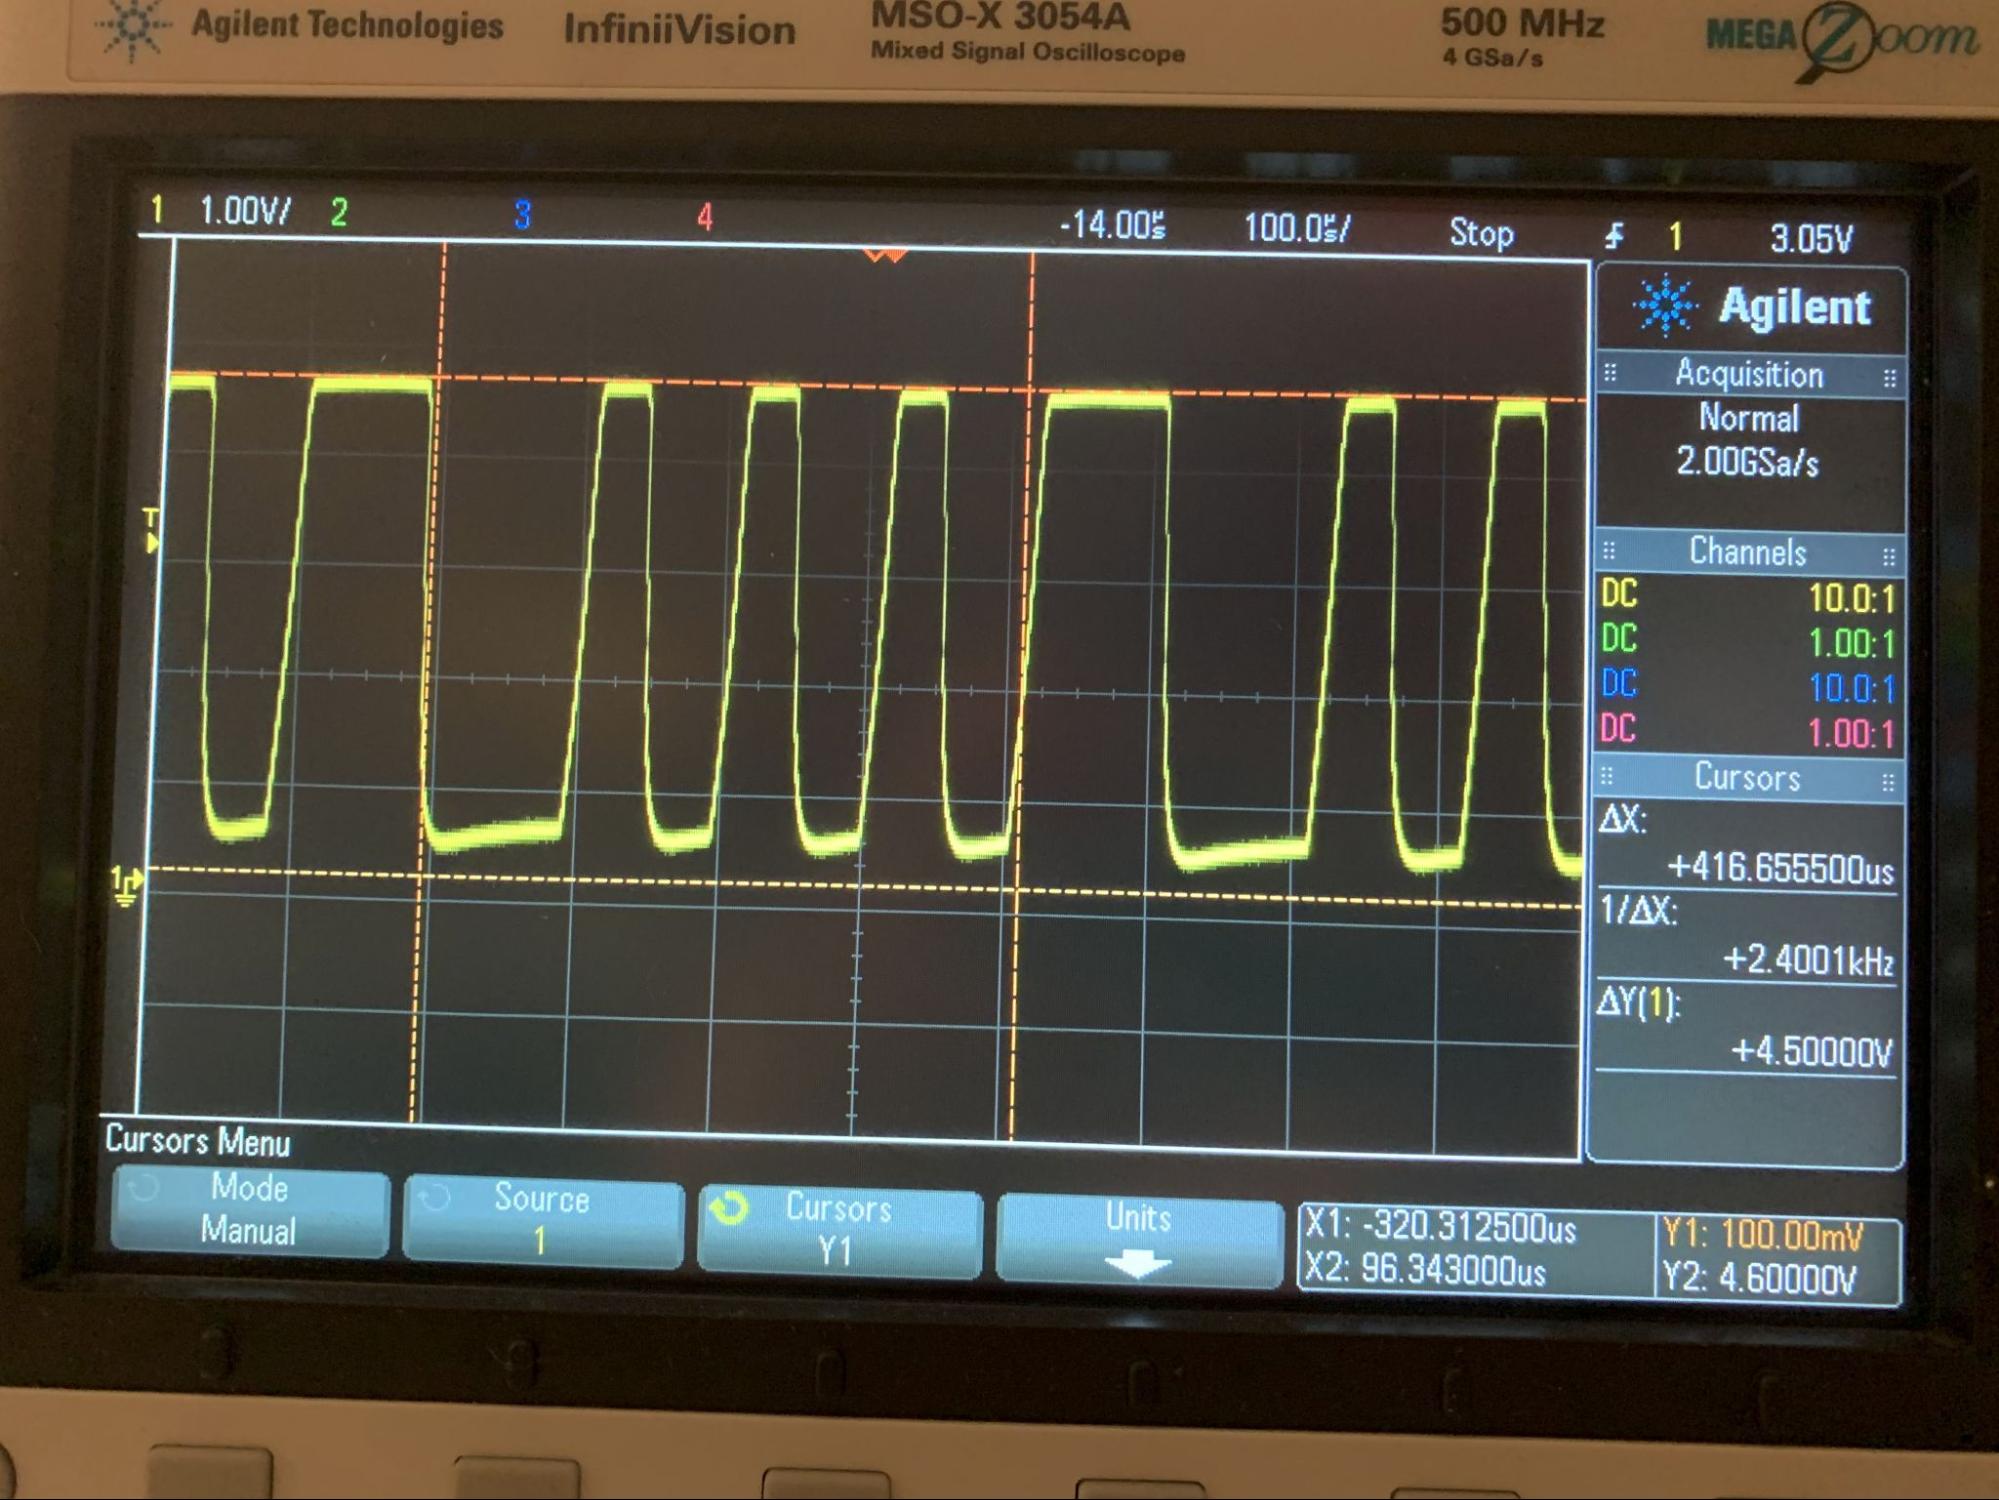 Agilent Technologies InfiniiVision MSO-X 3054A 500 MHz MEGA Zoom
Mixed Signal Oscilloscope 4 GSa/s
1 1.00V/ 2 3 4 -14.00µs 100.0µs/ Stop 1 3.05V
Agilent
Acquisition
Normal
2.00GSa/s
T
Channels
DC 10.0:1
DC 1.00:1
DC 10.0:1
DC 1.00:1
Cursors
ΔX:
+416.655500us
1/ΔX:
+2.4001kHz
ΔY(1):
+4.50000V
1
Cursors Menu
Mode
Manual
Source
1
Cursors
Y1
Units
X1: -320.312500us
X2: 96.343000us
Y1: 100.00mV
Y2: 4.60000V